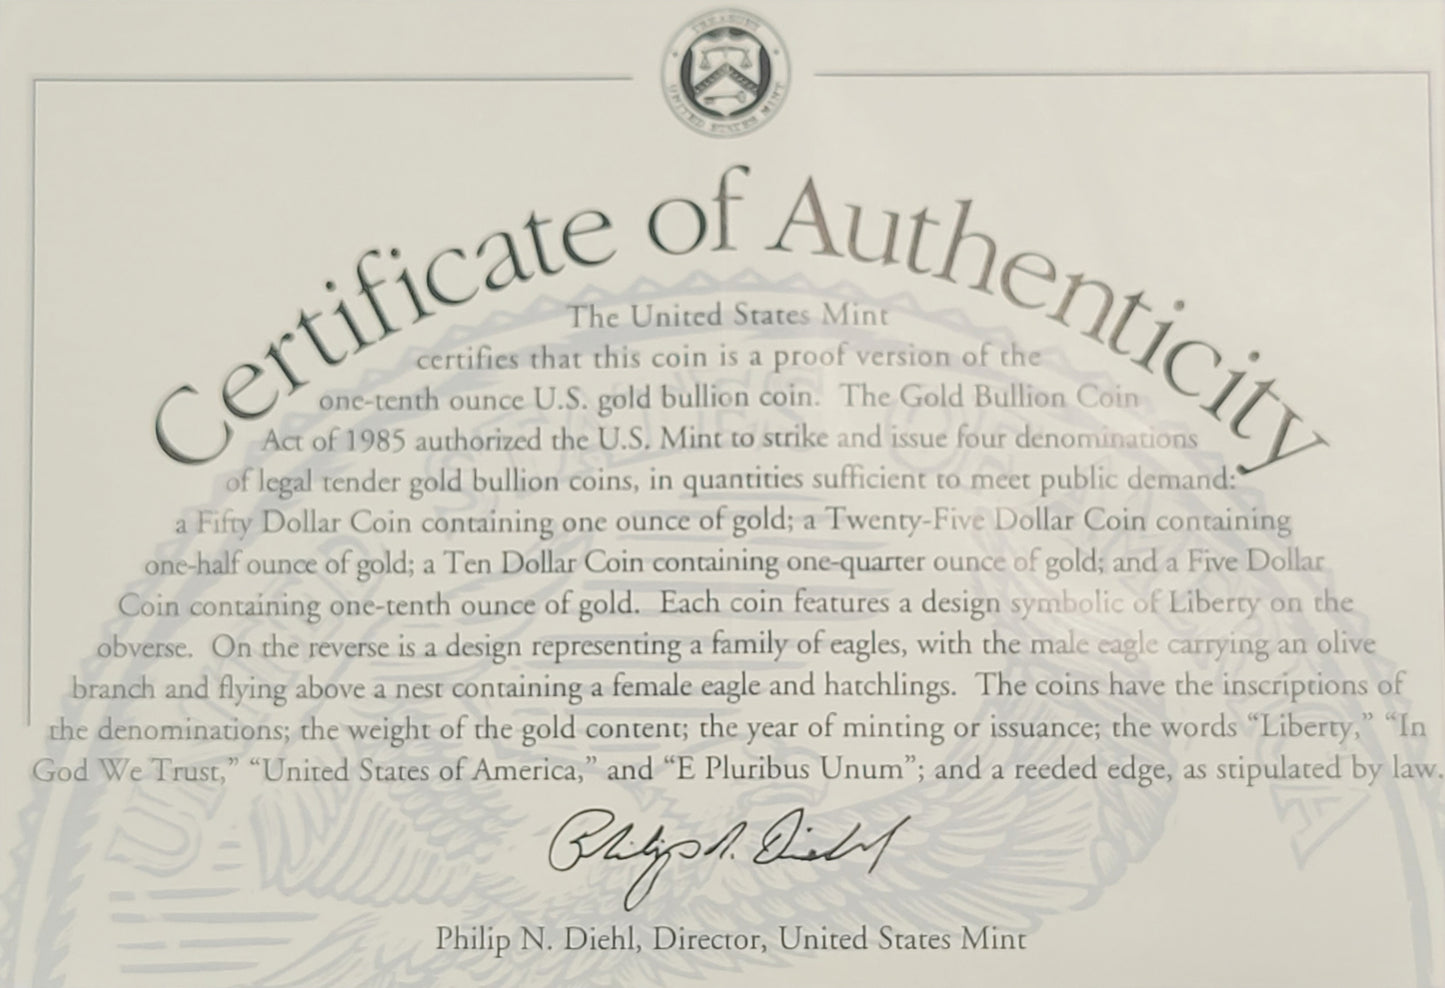 TREASURY
UNITED STATES MINT
Certificate of Authenticity
The United States Mint
certifies that this coin is a proof version of the
one-tenth ounce U.S. gold bullion coin. The Gold Bullion Coin
Act of 1985 authorized the U.S. Mint to strike and issue four denominations
of legal tender gold bullion coins, in quantities sufficient to meet public demand:
a Fifty Dollar Coin containing one ounce of gold; a Twenty-Five Dollar Coin containing
one-half ounce of gold; a Ten Dollar Coin containing one-quarter ounce of gold; and a Five Dollar
Coin containing one-tenth ounce of gold. Each coin features a design symbolic of Liberty on the
obverse. On the reverse is a design representing a family of eagles, with the male eagle carrying an olive
branch and flying above a nest containing a female eagle and hatchlings. The coins have the inscriptions of
the denominations; the weight of the gold content; the year of minting or issuance; the words “Liberty,” “In
God We Trust,” “United States of America,” and “E Pluribus Unum”; and a reeded edge, as stipulated by law.
UNITED STATES OF AMERICA
Philip N. Diehl
Philip N. Diehl, Director, United States Mint